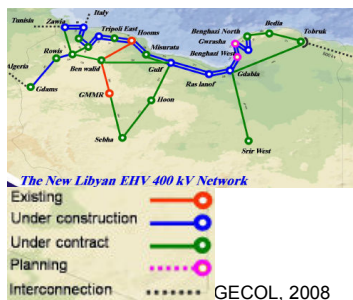 Italy
Tunisia
Zawia
Tripoli East
Hooms
Benghazi North
Bedia
Gwrasha
Tobruk
Rowis
Misurata
Benghazi West
Algeria
Ben walid
Gulf
Gdabia
Gdams
GMMR
Hoon
Ras lanof
Sebha
Srir West
The New Libyan EHV 400 kV Network
Existing
Under construction
Under contract
Planning
Interconnection
GECOL, 2008